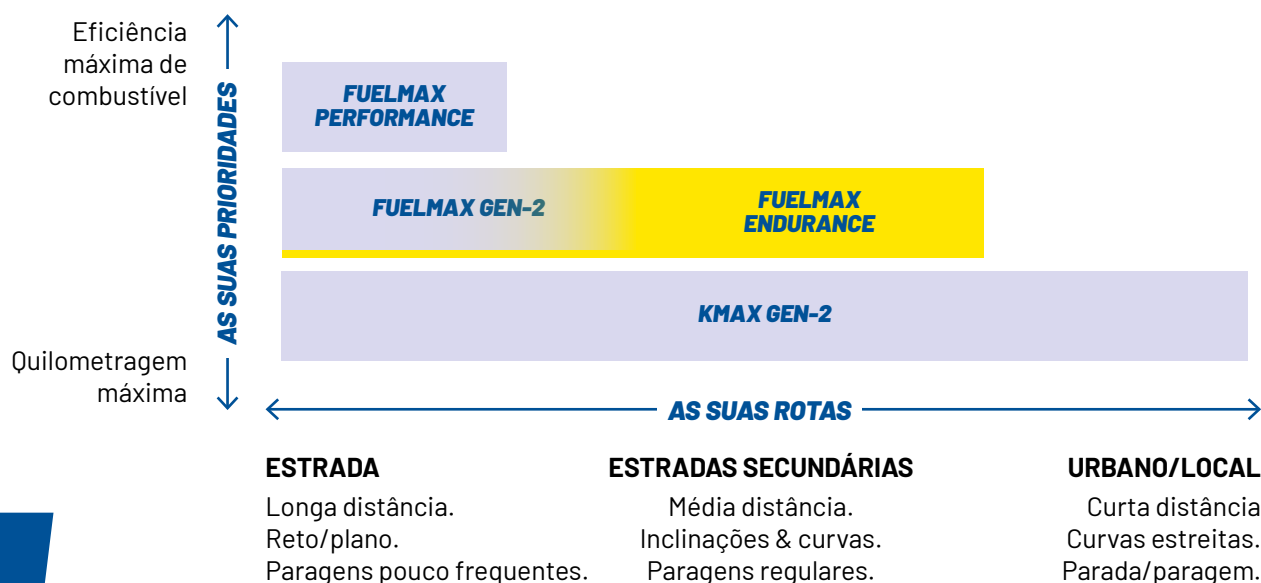 Eficiência
máxima de
combustível
AS SUAS PRIORIDADES
Quilometragem
máxima
FUELMAX
PERFORMANCE
FUELMAX GEN-2
FUELMAX
ENDURANCE
KMAX GEN-2
AS SUAS ROTAS
ESTRADA
Longa distância.
Reto/plano.
Paragens pouco frequentes.
ESTRADAS SECUNDÁRIAS
Média distância.
Inclinações & curvas.
Paragens regulares.
URBANO/LOCAL
Curta distância
Curvas estreitas.
Parada/paragem.